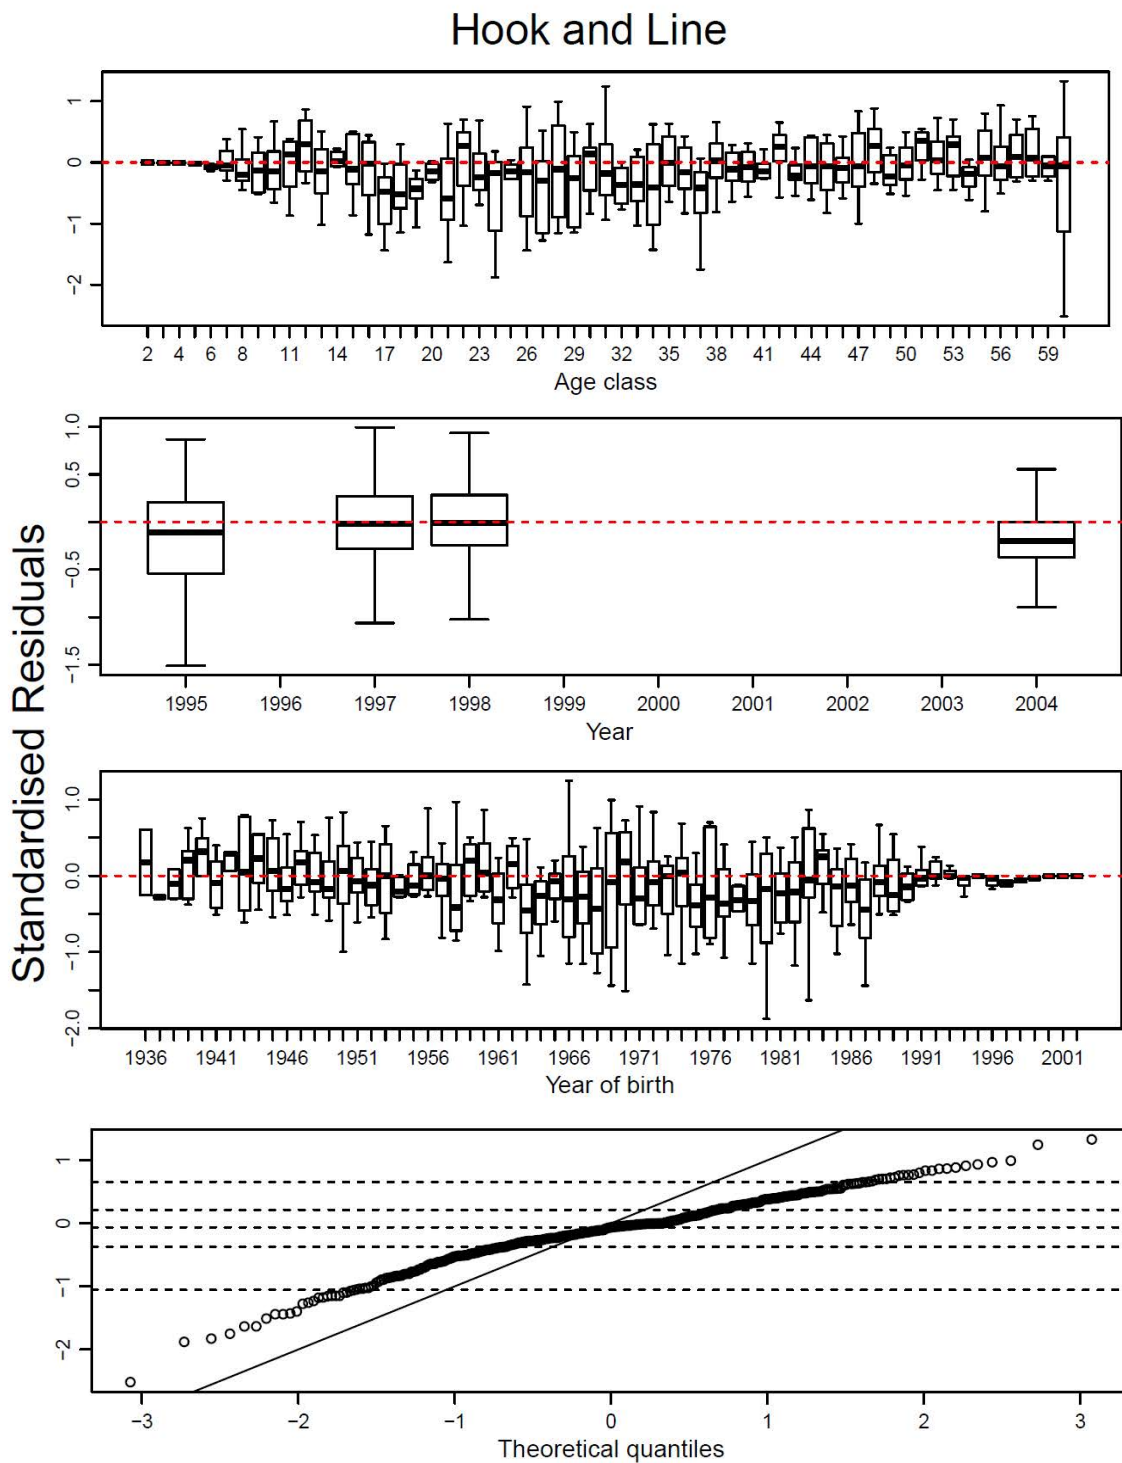 Hook and Line
Standardised Residuals
1
0
−1
−2
2 4 6 8 11 14 17 20 23 26 29 32 35 38 41 44 47 50 53 56 59
Age class
1.0
0.5
−0.5
−1.5
1995 1996 1997 1998 1999 2000 2001 2002 2003 2004
Year
1.0
0.0
−1.0
−2.0
1936 1941 1946 1951 1956 1961 1966 1971 1976 1981 1986 1991 1996 2001
Year of birth
1
0
−1
−2
−3 −2 −1 0 1 2 3
Theoretical quantiles